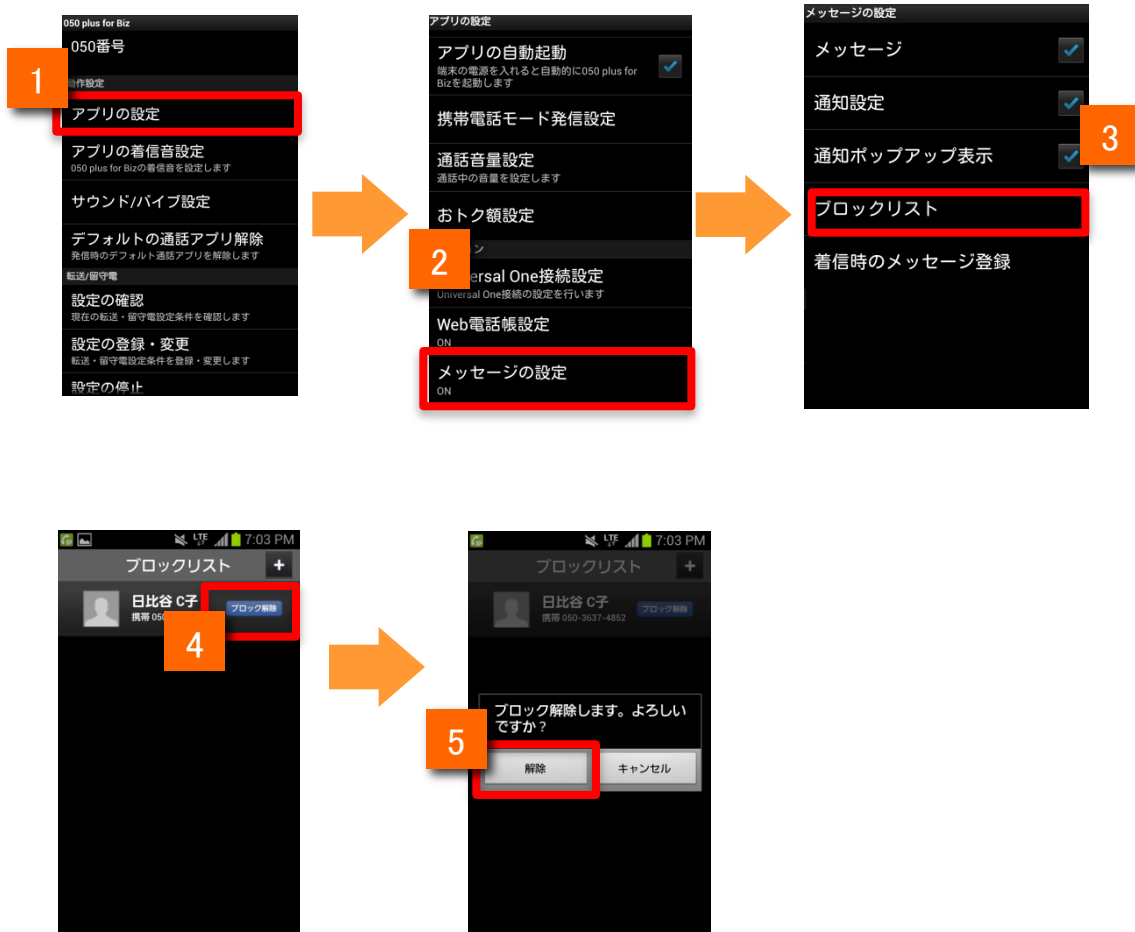 050 plus for Biz
050番号
1
作設定
アプリの設定
アプリの着信音設定
050 plus for Bizの着信音を設定します
サウンド/バイブ設定
デフォルトの通話アプリ解除
発信時のデフォルト通話アプリを解除します
転送/留守電
設定の確認
現在の転送・留守電設定条件を確認します
設定の登録・変更
転送・留守電設定条件を登録・変更します
設定の停止
アプリの設定
アプリの自動起動
端末の電源を入れると自動的に050 plus for
Bizを起動します
携帯電話モード発信設定
通話音量設定
通話中の音量を設定します
おトク額設定
2
ン
ersal One接続設定
Universal One接続の設定を行います
Web電話帳設定
ON
メッセージの設定
ON
メッセージの設定
メッセージ
通知設定
3
通知ポップアップ表示
ブロックリスト
着信時のメッセージ登録
LTE 7:03 PM
ブロックリスト +
日比谷 C子
携帯 050
ブロック解除
4
LTE 7:03 PM
ブロックリスト +
日比谷 C子
携帯 050-3637-4852
ブロック解除
ブロック解除します。よろしい
ですか？
5
解除 キャンセル